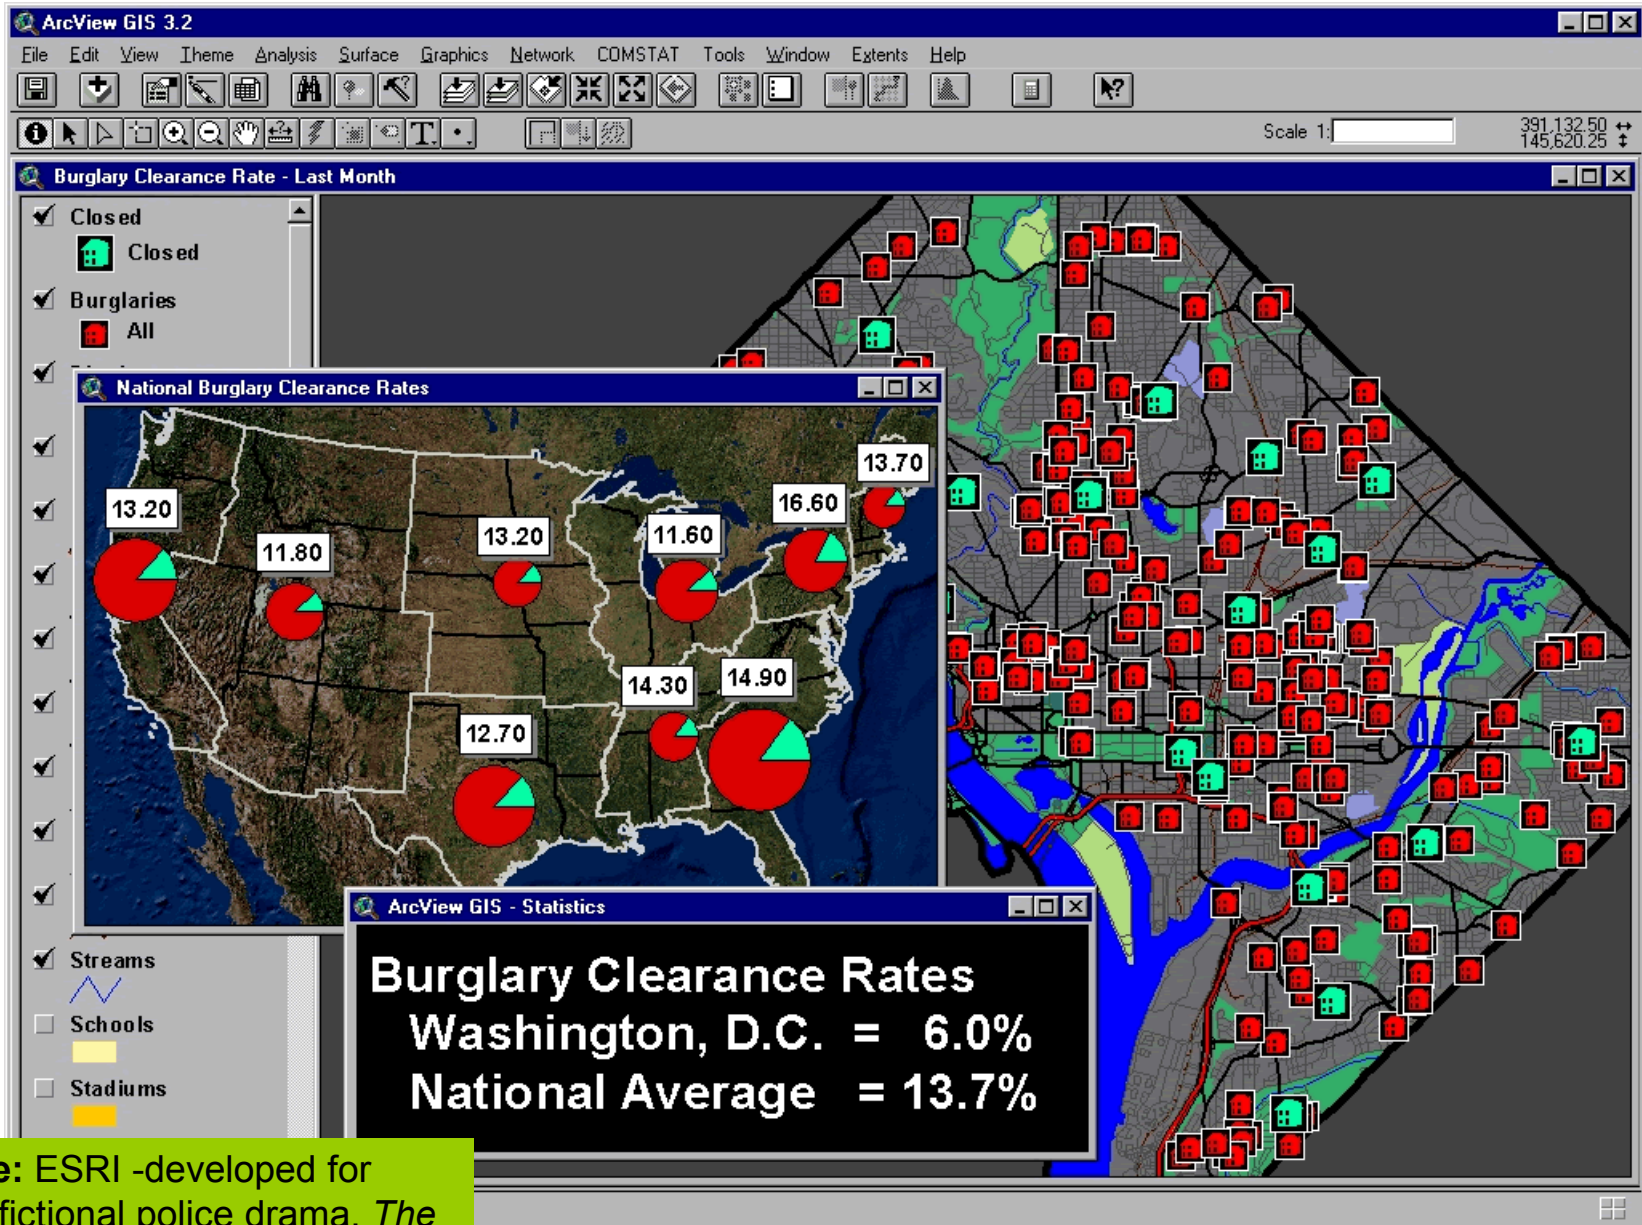 ArcView GIS 3.2
File Edit View Theme Analysis Surface Graphics Network COMSTAT Tools Window Extents Help
Scale 1:
391,132.50
145,620.25
Burglary Clearance Rate - Last Month
Closed
Closed
Burglaries
All
National Burglary Clearance Rates
13.70
16.60
13.20
11.80
13.20
11.60
14.30
14.90
12.70
ArcView GIS - Statistics
Burglary Clearance Rates
Washington, D.C. = 6.0%
National Average = 13.7%
Streams
Schools
Stadiums
e: ESRI -developed for
fictional police drama, The